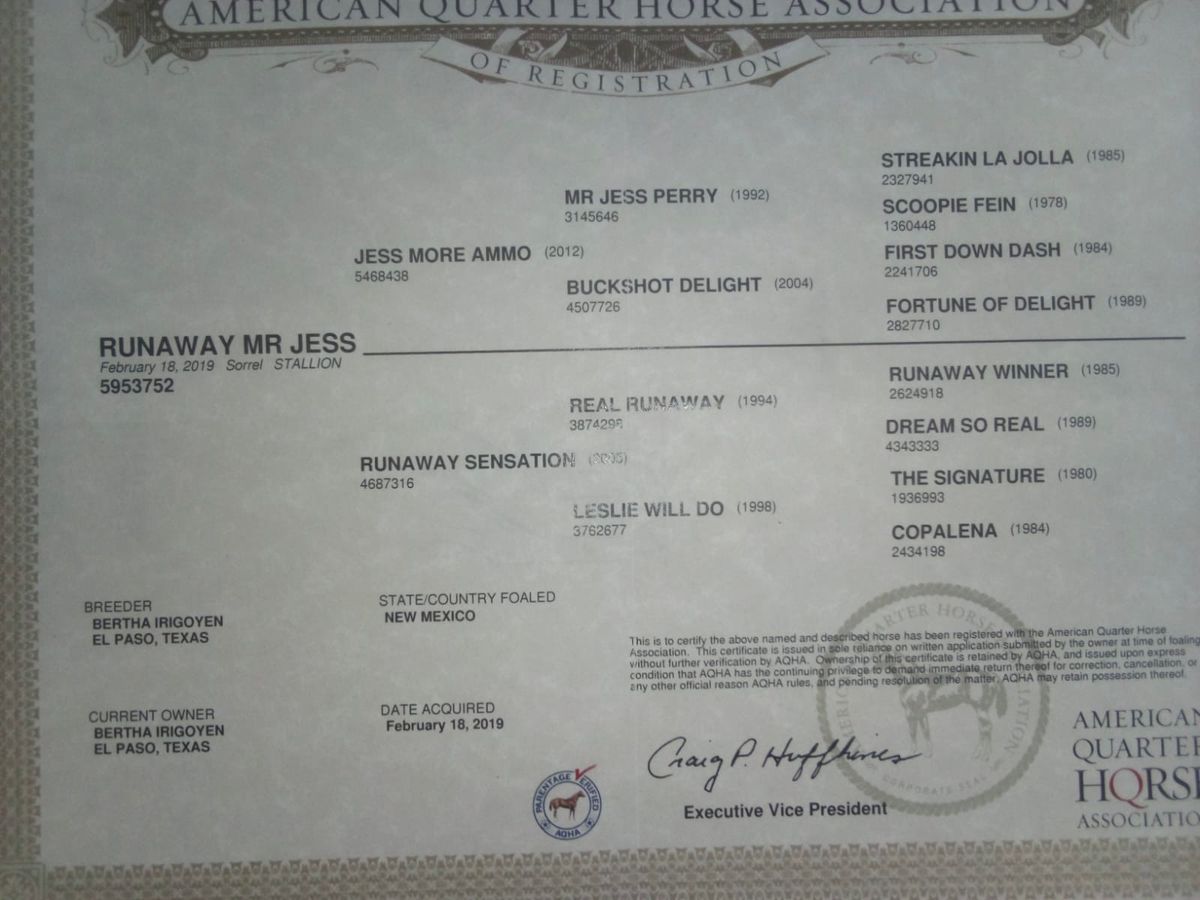 AMERICAN QUARTER HORSE ASSOCIATION
OF REGISTRATION
STREAKIN LA JOLLA (1985)
2327941
MR JESS PERRY (1992)
3145646
SCOOPIE FEIN (1978)
1360448
JESS MORE AMMO (2012)
5468438
FIRST DOWN DASH (1984)
2241706
BUCKSHOT DELIGHT (2004)
4507726
FORTUNE OF DELIGHT (1989)
2827710
RUNAWAY MR JESS
February 18, 2019 Sorrel STALLION
5953752
RUNAWAY WINNER (1985)
2624918
REAL RUNAWAY (1994)
DREAM SO REAL (1989)
4343333
RUNAWAY SENSATION
4687316
THE SIGNATURE (1980)
1936993
LESLIE WILL DO (1998)
3762677
COPALENA (1984)
2434198
BREEDER
BERTHA IRIGOYEN
EL PASO, TEXAS
STATE/COUNTRY FOALED
NEW MEXICO
CURRENT OWNER
BERTHA IRIGOYEN
EL PASO, TEXAS
DATE ACQUIRED
February 18, 2019
This is to certify the above named and described horse has been registered with the American Quarter Horse
Association. This certificate is issued in sole reliance on written application submitted by the owner at time of foaling
without further verification by AQHA. Ownership of this certificate is retained by AQHA, and issued upon express
condition that AQHA has the continuing privilege to demand immediate return thereof for correction, cancellation, or
any other official reason AQHA rules, and pending resolution of the matter, AQHA may retain possession thereof.
Craig P. Huffhines
Executive Vice President
PARENTAGE VERIFIED
AQHA
CORPORATE SEAL
AMERICAN
QUARTER
HORSE
ASSOCIATIO